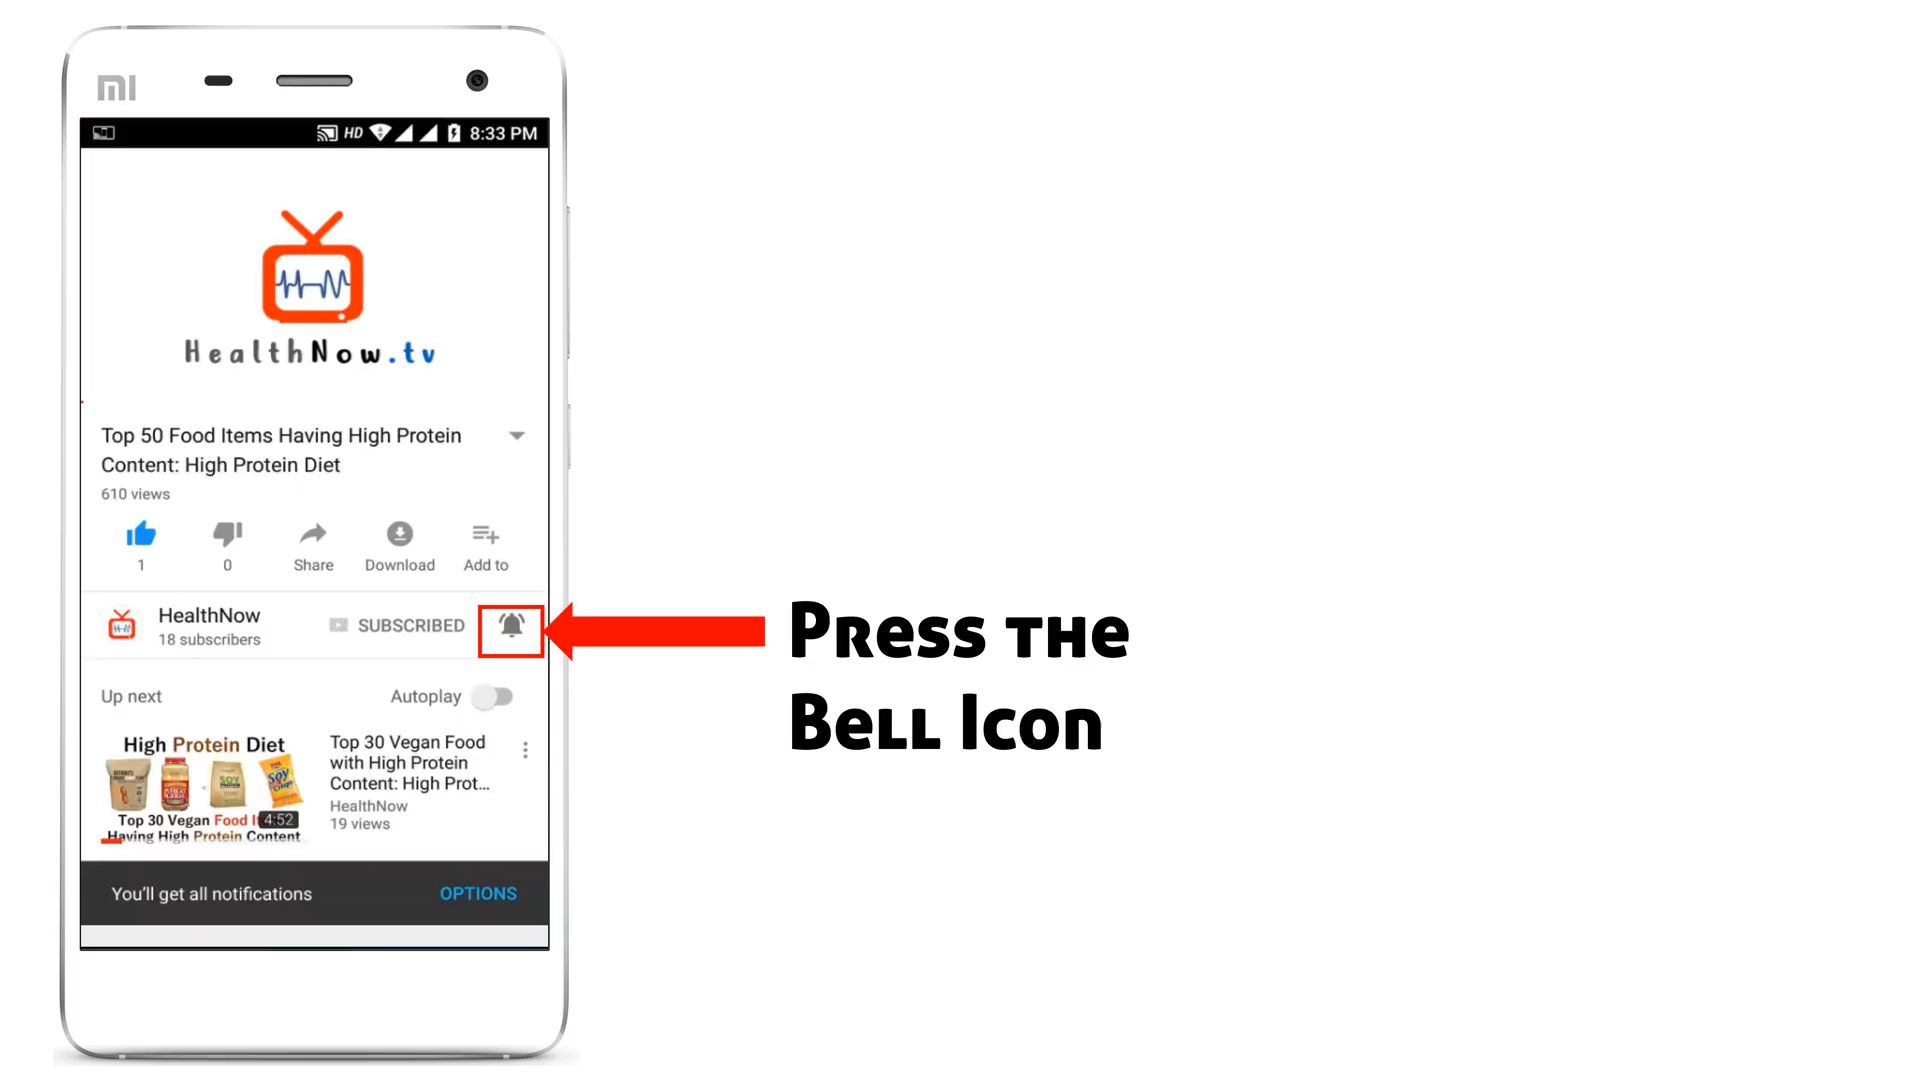 MI
HD 8:33 PM
HealthNow.tv
Top 50 Food Items Having High Protein
Content: High Protein Diet
610 views
1
0
Share
Download
Add to
HealthNow
18 subscribers
SUBSCRIBED
Press the
Bell Icon
Up next
Autoplay
High Protein Diet
SOY
Soy
Top 30 Vegan Food I
4:52
Having High Protein Content
Top 30 Vegan Food
with High Protein
Content: High Prot...
HealthNow
19 views
You'll get all notifications
OPTIONS